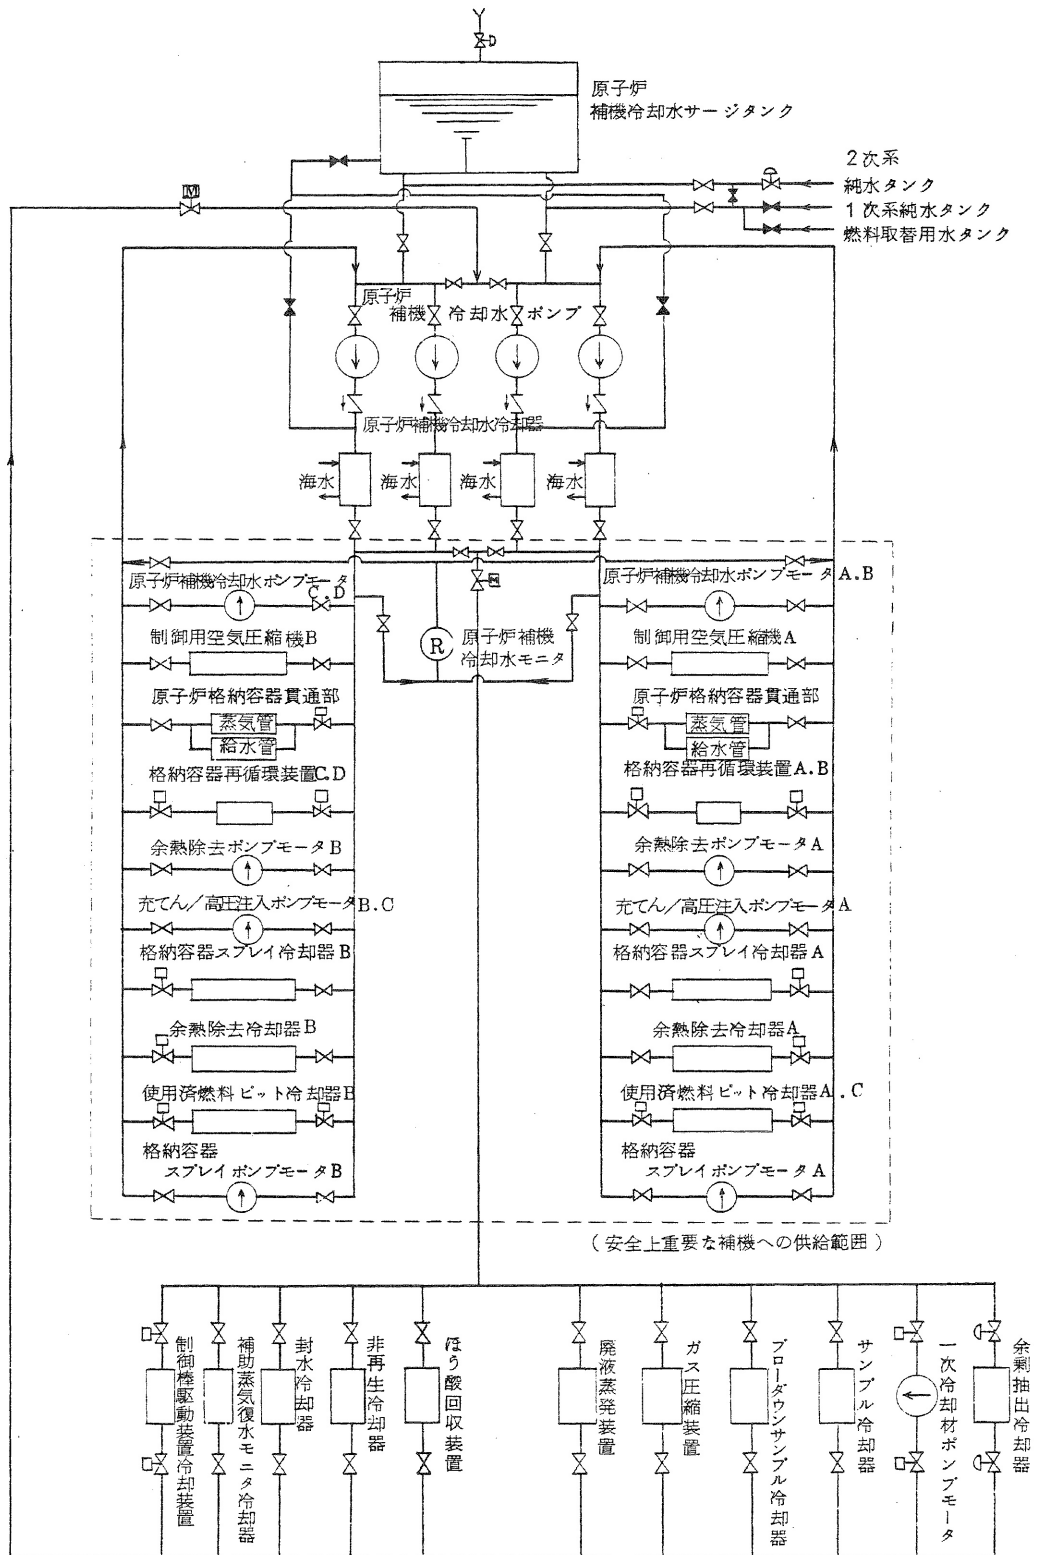 原子炉
補機冷却水サージタンク
2次系
純水タンク
1次系純水タンク
燃料取替用水タンク
M
原子炉
補機冷却水ポンプ
原子炉補機冷却水冷却器
海水
海水
海水
海水
原子炉補機冷却水ポンプモータ
C.D
制御用空気圧縮機B
原子炉格納容器貫通部
蒸気管
給水管
格納容器再循環装置C.D
余熱除去ポンプモータB
充てん/高圧注入ポンプモータB.C
格納容器スプレイ冷却器B
余熱除去冷却器B
使用済燃料ピット冷却器B
格納容器
スプレイポンプモータB
M
R
原子炉補機
冷却水モニタ
原子炉補機冷却水ポンプモータA.B
制御用空気圧縮機A
原子炉格納容器貫通部
蒸気管
給水管
格納容器再循環装置A.B
余熱除去ポンプモータA
充てん/高圧注入ポンプモータA
格納容器スプレイ冷却器A
余熱除去冷却器A
使用済燃料ピット冷却器A.C
格納容器
スプレイポンプモータA
(安全上重要な補機への供給範囲)
制御棒駆動装置冷却装置
補助蒸気復水モニタ冷却器
封水冷却器
非再生冷却器
ほう酸回収装置
廃液蒸発装置
ガス圧縮装置
ブローダウンサンプル冷却器
サンプル冷却器
一次冷却材ポンプモータ
余剰抽出冷却器